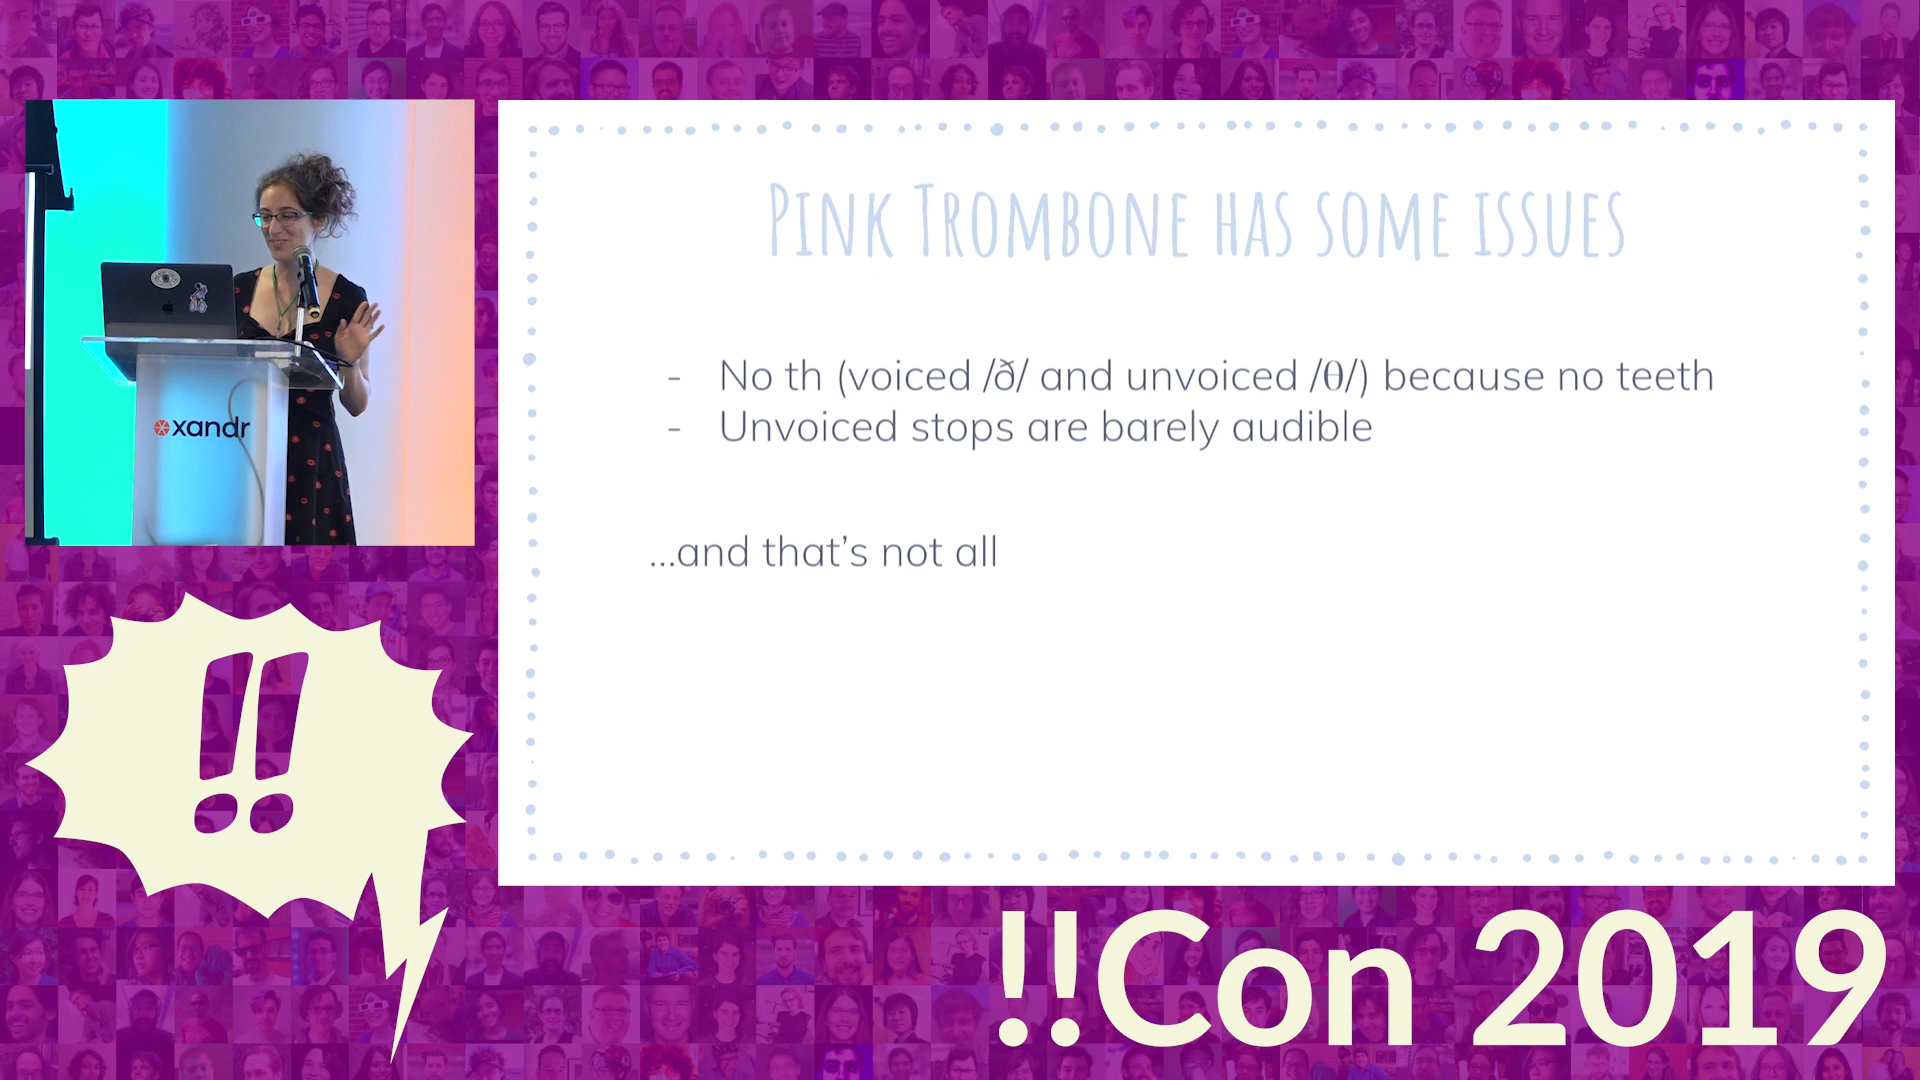 PINK TROMBONE HAS SOME ISSUES
- No th (voiced /ð/ and unvoiced /θ/) because no teeth
- Unvoiced stops are barely audible
...and that's not all
xandr
!!
!!Con 2019